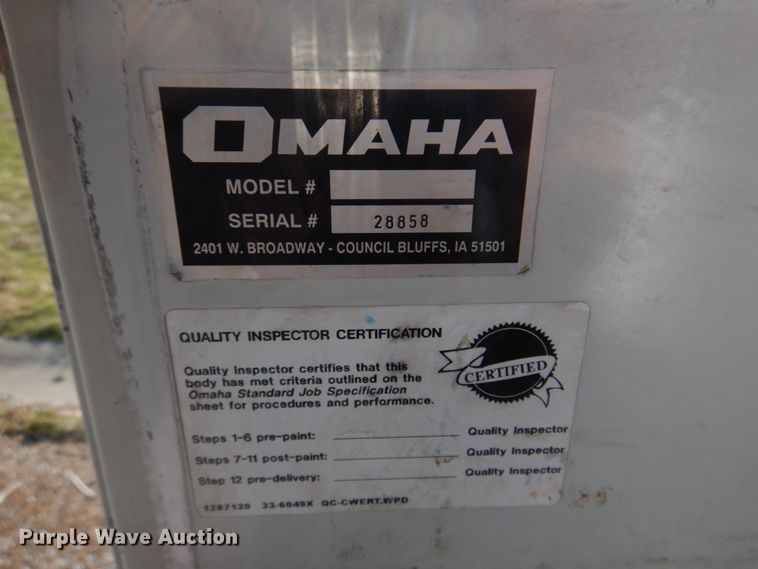 OMAHA
MODEL #
SERIAL # 28858
2401 W. BROADWAY - COUNCIL BLUFFS, IA 51501
QUALITY INSPECTOR CERTIFICATION
Quality Inspector certifies that this
body has met criteria outlined on the
Omaha Standard Job Specification
sheet for procedures and performance.
CERTIFIED
Steps 1-6 pre-paint: Quality Inspector
Steps 7-11 post-paint: Quality Inspector
Step 12 pre-delivery: Quality Inspector
1287120 33-6049X QC-CWERT.WPD
Purple Wave Auction